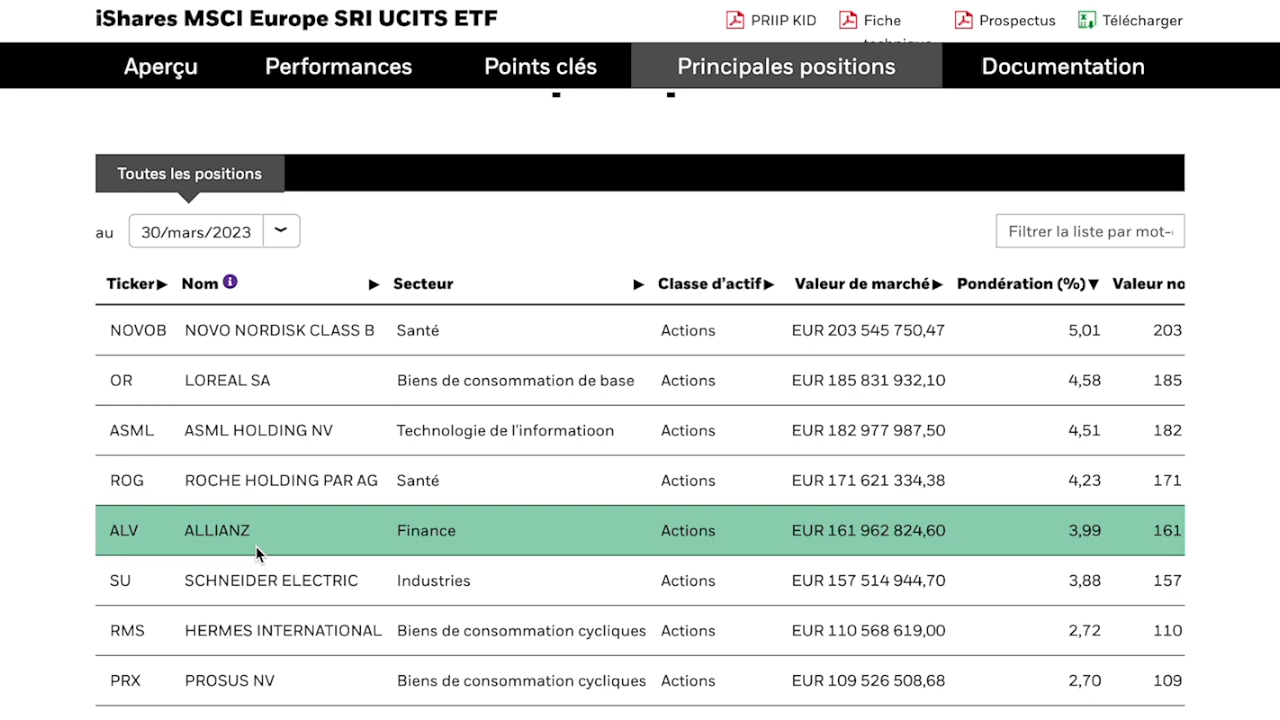 iShares MSCI Europe SRI UCITS ETF
PRIIP KID Fiche Prospectus Télécharger
technique
Aperçu Performances Points clés Principales positions Documentation
Toutes les positions
au 30/mars/2023 Filtrer la liste par mot-
Ticker▶ Nom i ▶ Secteur ▶ Classe d'actif▶ Valeur de marché▶ Pondération (%)▼ Valeur no
NOVOB NOVO NORDISK CLASS B Santé Actions EUR 203 545 750,47 5,01 203
OR LOREAL SA Biens de consommation de base Actions EUR 185 831 932,10 4,58 185
ASML ASML HOLDING NV Technologie de l'informatioon Actions EUR 182 977 987,50 4,51 182
ROG ROCHE HOLDING PAR AG Santé Actions EUR 171 621 334,38 4,23 171
ALV ALLIANZ Finance Actions EUR 161 962 824,60 3,99 161
SU SCHNEIDER ELECTRIC Industries Actions EUR 157 514 944,70 3,88 157
RMS HERMES INTERNATIONAL Biens de consommation cycliques Actions EUR 110 568 619,00 2,72 110
PRX PROSUS NV Biens de consommation cycliques Actions EUR 109 526 508,68 2,70 109